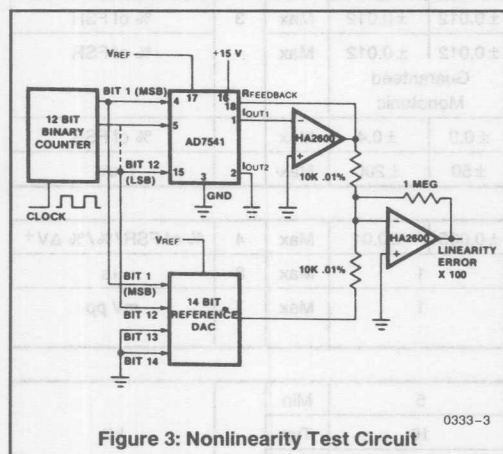 ±0.012 ±0.012 Max 3 % of FSR
±0.012 ±0.012 Max
Guaranteed
Monotonic
±50
Max 4
1 Max
1 Max pp
5 Min
VREF
+15 V
BIT 1 (MSB)
4
17
16
RFEEDBACK
18
IOUT1
1
12 BIT
BINARY
COUNTER
5
AD7541
HA2600
BIT 12
(LSB)
15
IOUT2
2
3
GND
CLOCK
10K .01%
1 MEG
HA2600
LINEARITY
ERROR
X 100
VREF
BIT 1
(MSB)
BIT 12
BIT 13
BIT 14
14 BIT
REFERENCE
DAC
10K .01%
0333-3
Figure 3: Nonlinearity Test Circuit